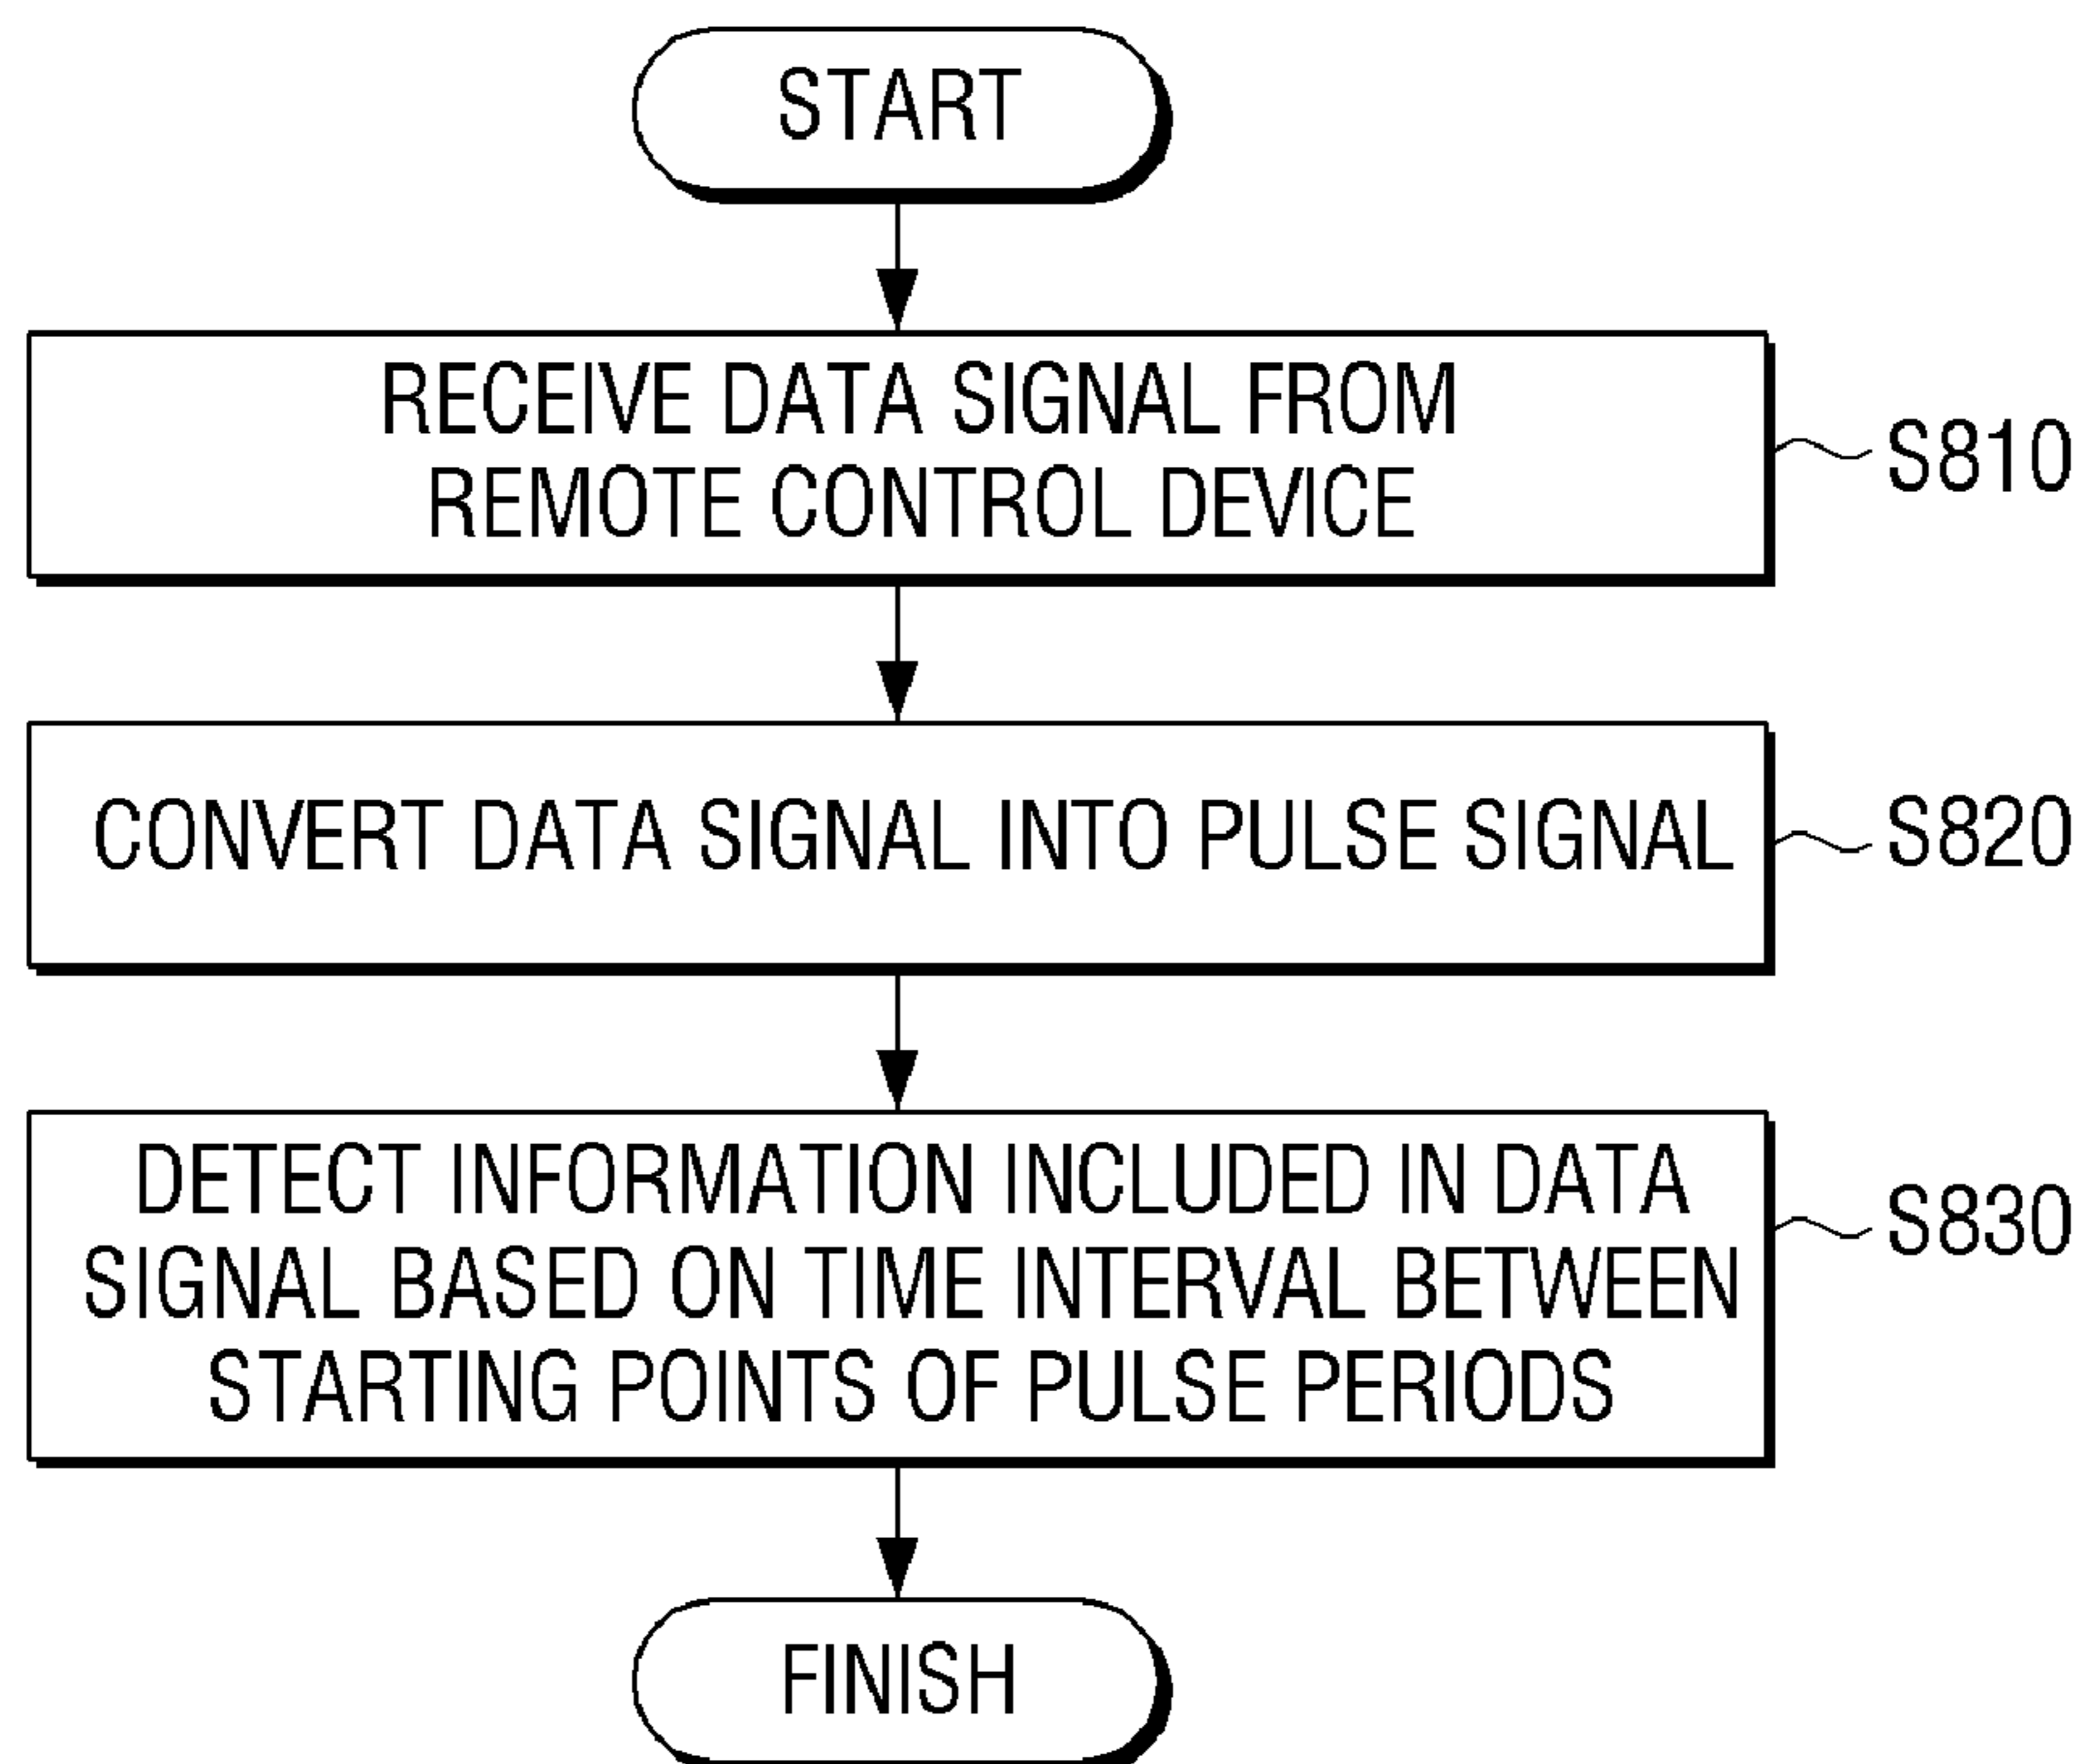 START
RECEIVE DATA SIGNAL FROM
REMOTE CONTROL DEVICE
S810
CONVERT DATA SIGNAL INTO PULSE SIGNAL
S820
DETECT INFORMATION INCLUDED IN DATA
SIGNAL BASED ON TIME INTERVAL BETWEEN
STARTING POINTS OF PULSE PERIODS
S830
FINISH